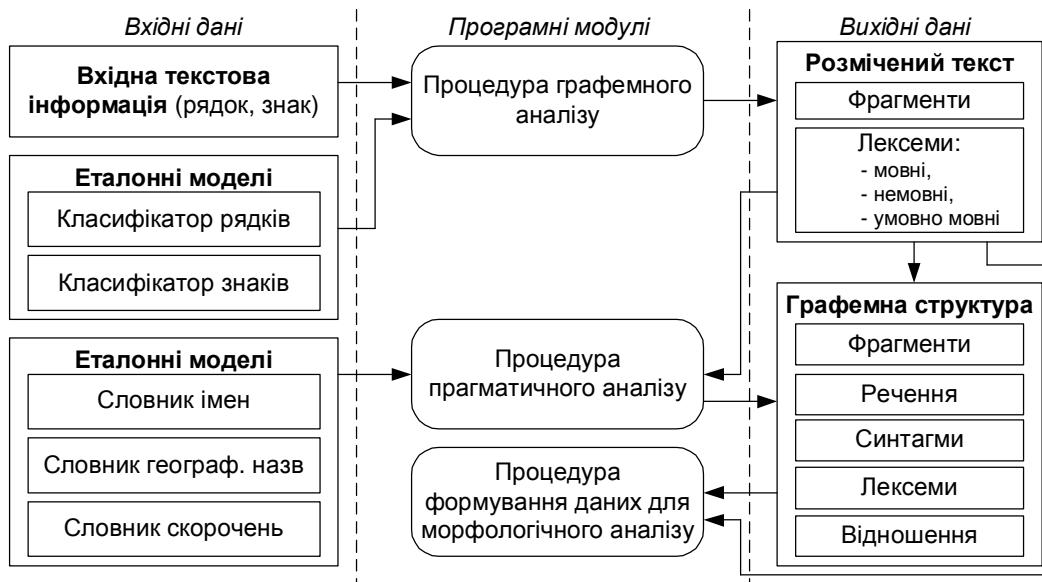 Вхідні дані
Вхідна текстова
інформація (рядок, знак)
Еталонні моделі
Класифікатор рядків
Класифікатор знаків
Еталонні моделі
Словник імен
Словник географ. назв
Словник скорочень
Програмні модулі
Процедура графемного
аналізу
Процедура
прагматичного аналізу
Процедура
формування даних для
морфологічного аналізу
Вихідні дані
Розмічений текст
Фрагменти
Лексеми:
- мовні,
- немовні,
- умовно мовні
Графемна структура
Фрагменти
Речення
Синтагми
Лексеми
Відношення